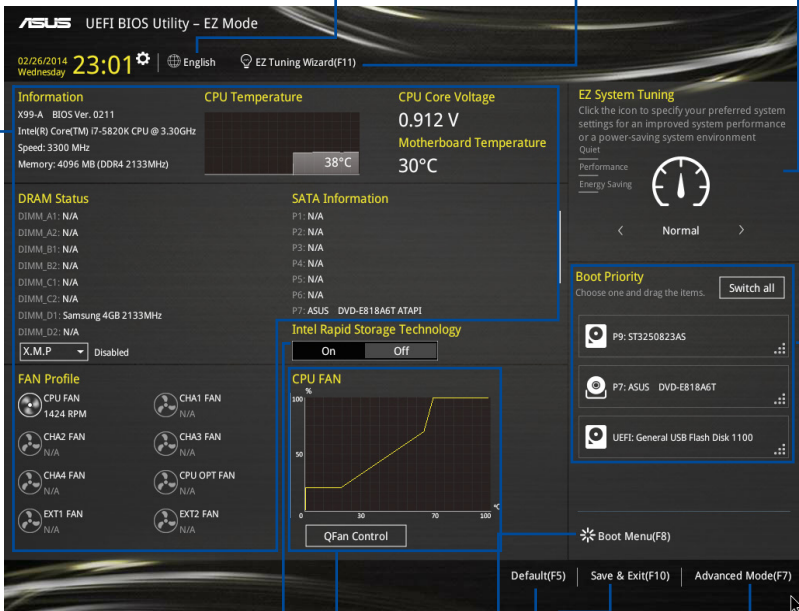 ASUS UEFI BIOS Utility – EZ Mode
02/26/2014
Wednesday
23:01
English
EZ Tuning Wizard(F11)
Information
X99-A BIOS Ver. 0211
Intel(R) Core(TM) i7-5820K CPU @ 3.30GHz
Speed: 3300 MHz
Memory: 4096 MB (DDR4 2133MHz)
CPU Temperature
38°C
CPU Core Voltage
0.912 V
Motherboard Temperature
30°C
EZ System Tuning
Click the icon to specify your preferred system
settings for an improved system performance
or a power-saving system environment
Quiet
Performance
Energy Saving
Normal
DRAM Status
DIMM_A1: N/A
DIMM_A2: N/A
DIMM_B1: N/A
DIMM_B2: N/A
DIMM_C1: N/A
DIMM_C2: N/A
DIMM_D1: Samsung 4GB 2133MHz
DIMM_D2: N/A
X.M.P Disabled
SATA Information
P1: N/A
P2: N/A
P3: N/A
P4: N/A
P5: N/A
P6: N/A
P7: ASUS DVD-E818A6T ATAPI
Intel Rapid Storage Technology
On Off
Boot Priority
Choose one and drag the items.
Switch all
P9: ST3250823AS
P7: ASUS DVD-E818A6T
UEFI: General USB Flash Disk 1100
FAN Profile
CPU FAN
1424 RPM
CHA1 FAN
N/A
CHA2 FAN
N/A
CHA3 FAN
N/A
CHA4 FAN
N/A
CPU OPT FAN
N/A
EXT1 FAN
N/A
EXT2 FAN
N/A
CPU FAN
%
100
50
0 30 70 100
°C
QFan Control
Boot Menu(F8)
Default(F5)
Save & Exit(F10)
Advanced Mode(F7)